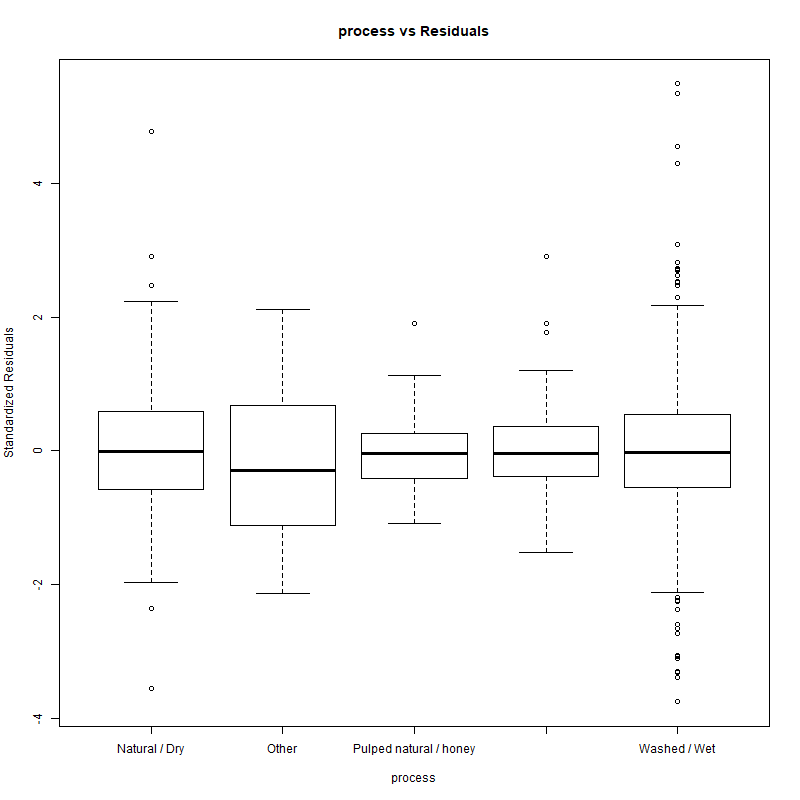 process vs Residuals
Standardized Residuals
4
2
0
-2
-4
Natural / Dry
Other
Pulped natural / honey
Washed / Wet
process